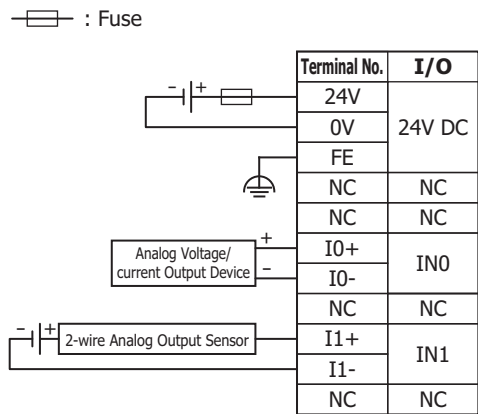 : Fuse
Terminal No. I/O
- + 24V
0V 24V DC
FE
NC NC
NC NC
Analog Voltage/
current Output Device
+ I0+
- I0-
IN0
NC NC
- + 2-wire Analog Output Sensor I1+
I1-
IN1
NC NC